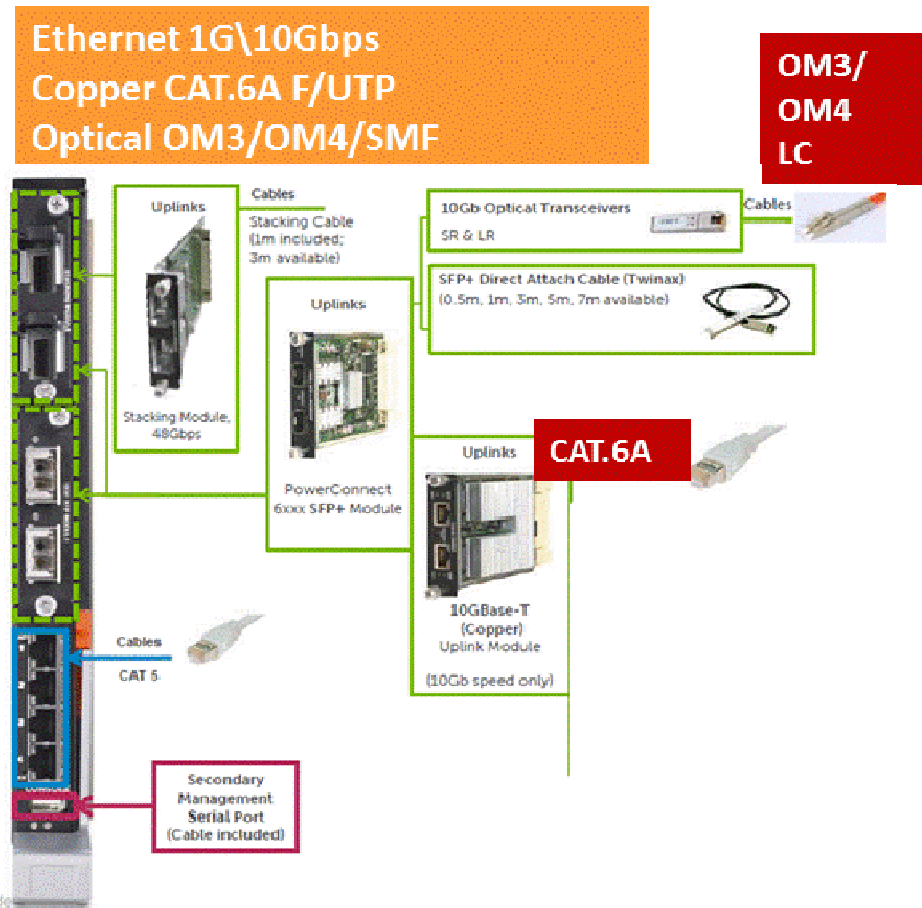 Ethernet 1G\10Gbps
Copper CAT.6A F/UTP
Optical OM3/OM4/SMF
OM3/
OM4
LC
Uplinks
Stacking Module,
48Gbps
Cables
Stacking Cable
(1m included;
3m available)
Uplinks
PowerConnect
6xxx SFP+ Module
10Gb Optical Transceivers
SR & LR
Cables
SFP+ Direct Attach Cable (Twinax)
(0.5m, 1m, 3m, 5m, 7m available)
Uplinks
CAT.6A
10GBase-T
(Copper)
Uplink Module
(10Gb speed only)
Cables
CAT 5
Secondary
Management
Serial Port
(Cable included)